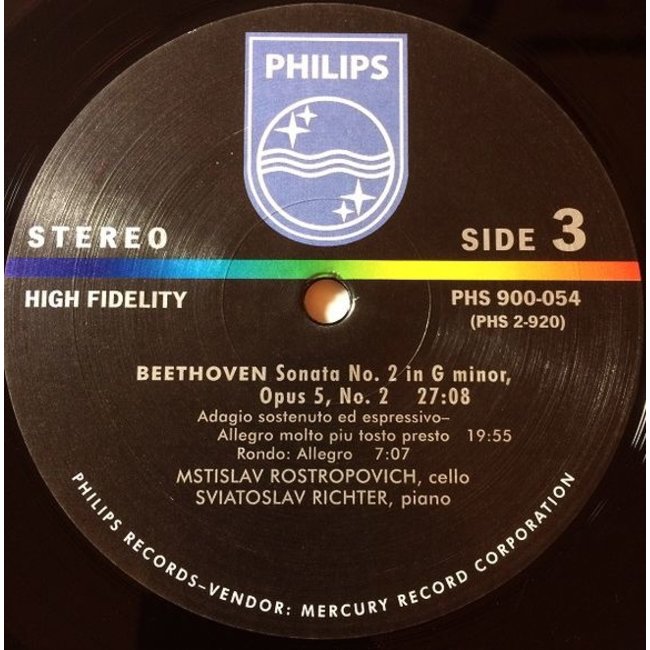 PHILIPS
STEREO
SIDE 3
HIGH FIDELITY
PHS 900-054
(PHS 2-920)
BEETHOVEN Sonata No. 2 in G minor,
Opus 5, No. 2 27:08
Adagio sostenuto ed espressivo–
Allegro molto piu tosto presto 19:55
Rondo: Allegro 7:07
MSTISLAV ROSTROPOVICH, cello
SVIATOSLAV RICHTER, piano
PHILIPS RECORDS–VENDOR: MERCURY RECORD CORPORATION